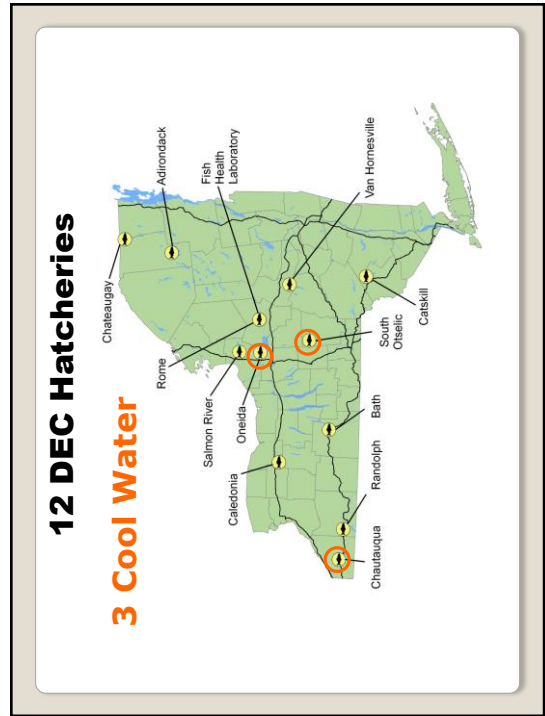 12 DEC Hatcheries
3 Cool Water
Chateaugay
Adirondack
Fish
Health
Laboratory
Rome
Salmon River
Oneida
Van Hornesville
Caledonia
South
Otselic
Catskill
Bath
Randolph
Chautauqua